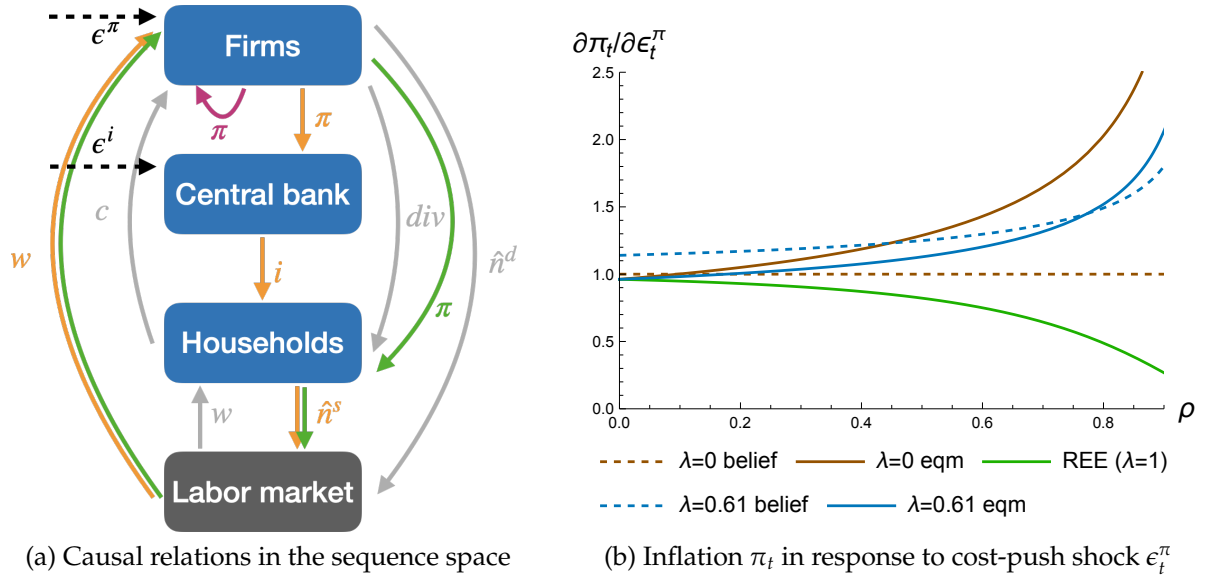 ϵ^π
Firms
π
π
ϵ^i
Central bank
c
div
n̂^d
w
i
π
Households
w
n̂^s
Labor market
(a) Causal relations in the sequence space
∂π_t/∂ϵ_t^π
2.5
2.0
1.5
1.0
0.5
0.0
0.0
0.2
0.4
0.6
0.8
ρ
λ=0 belief
λ=0 eqm
REE (λ=1)
λ=0.61 belief
λ=0.61 eqm
(b) Inflation π_t in response to cost-push shock ϵ_t^π